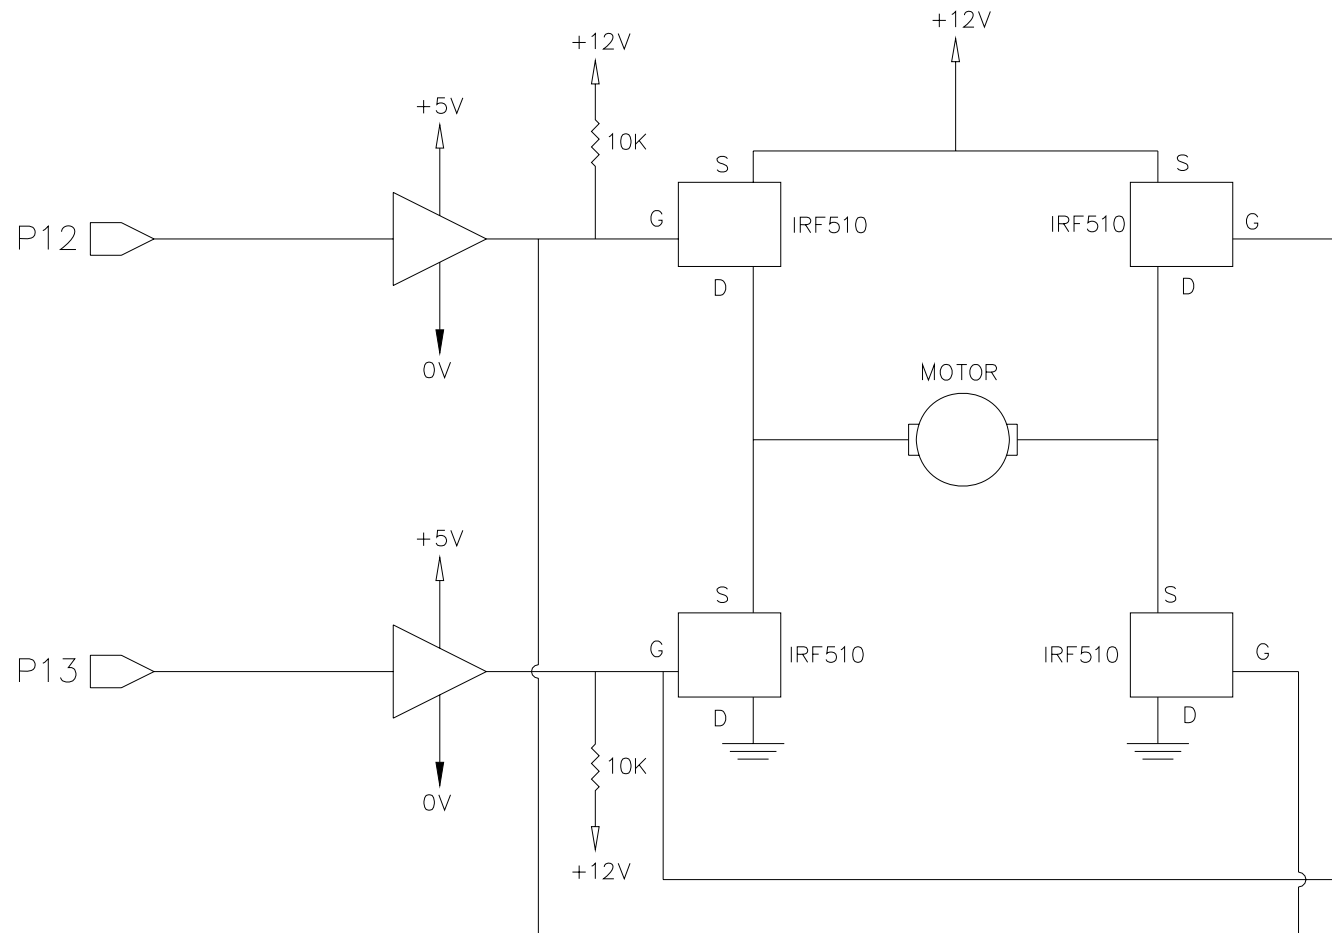 +12V
+12V
+5V
10K
S
S
G
IRF510
IRF510
G
P12
D
D
0V
MOTOR
+5V
S
S
G
IRF510
IRF510
G
P13
D
D
10K
0V
+12V